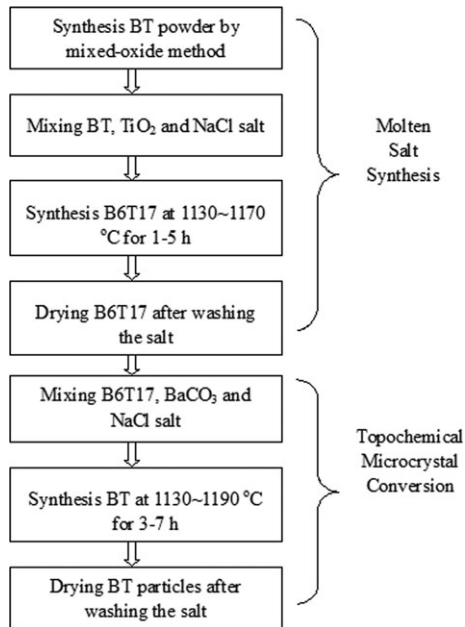 Synthesis BT powder by
mixed-oxide method
Mixing BT, TiO₂ and NaCl salt
Synthesis B6T17 at 1130~1170
°C for 1-5 h
Drying B6T17 after washing
the salt
Molten
Salt
Synthesis
Mixing B6T17, BaCO₃ and
NaCl salt
Synthesis BT at 1130~1190 °C
for 3-7 h
Drying BT particles after
washing the salt
Topochemical
Microcrystal
Conversion